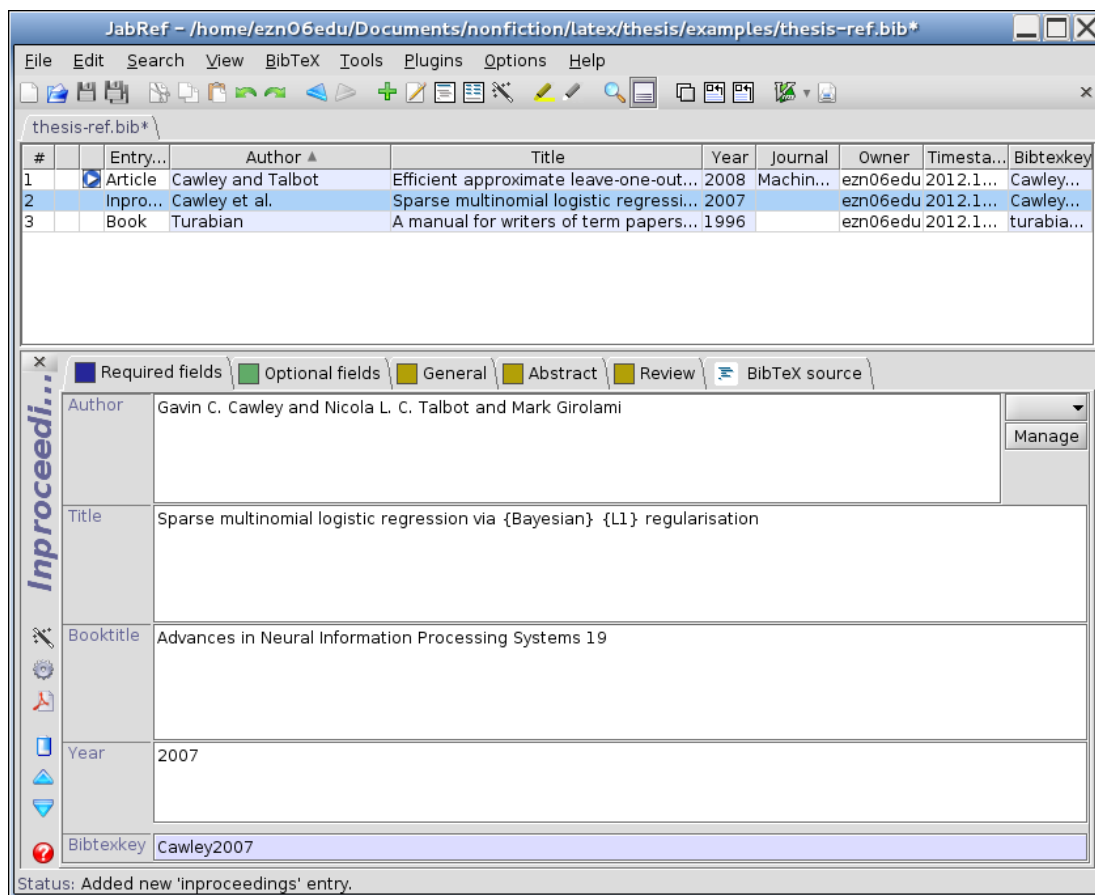 JabRef – /home/ezn06edu/Documents/nonfiction/latex/thesis/examples/thesis-ref.bib*
File Edit Search View BibTeX Tools Plugins Options Help
thesis-ref.bib*
# Entry... Author Title Year Journal Owner Timesta... Bibtexkey
1 Article Cawley and Talbot Efficient approximate leave-one-out... 2008 Machin... ezn06edu 2012.1... Cawley...
2 Inpro... Cawley et al. Sparse multinomial logistic regressi... 2007 ezn06edu 2012.1... Cawley...
3 Book Turabian A manual for writers of term papers... 1996 ezn06edu 2012.1... turabia...
Required fields Optional fields General Abstract Review BibTeX source
Inproceedi...
Author Gavin C. Cawley and Nicola L. C. Talbot and Mark Girolami
Manage
Title Sparse multinomial logistic regression via {Bayesian} {L1} regularisation
Booktitle Advances in Neural Information Processing Systems 19
Year 2007
Bibtexkey Cawley2007
Status: Added new 'inproceedings' entry.